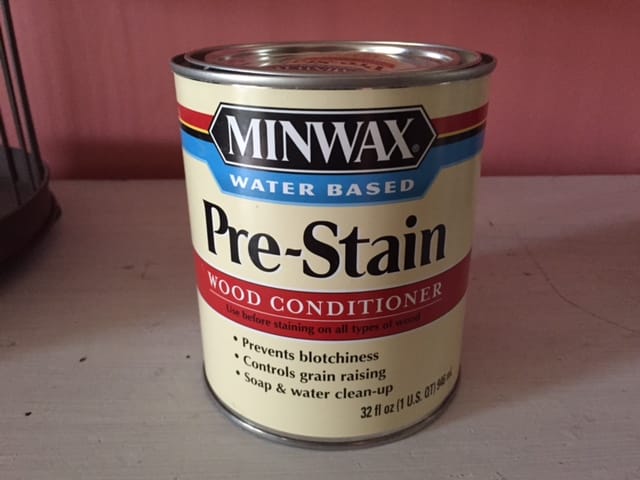 MINWAX®
WATER BASED
Pre-Stain
WOOD CONDITIONER
Use before staining on all types of wood
• Prevents blotchiness
• Controls grain raising
• Soap & water clean-up
32 fl oz (1 U.S. QT) 946 mL